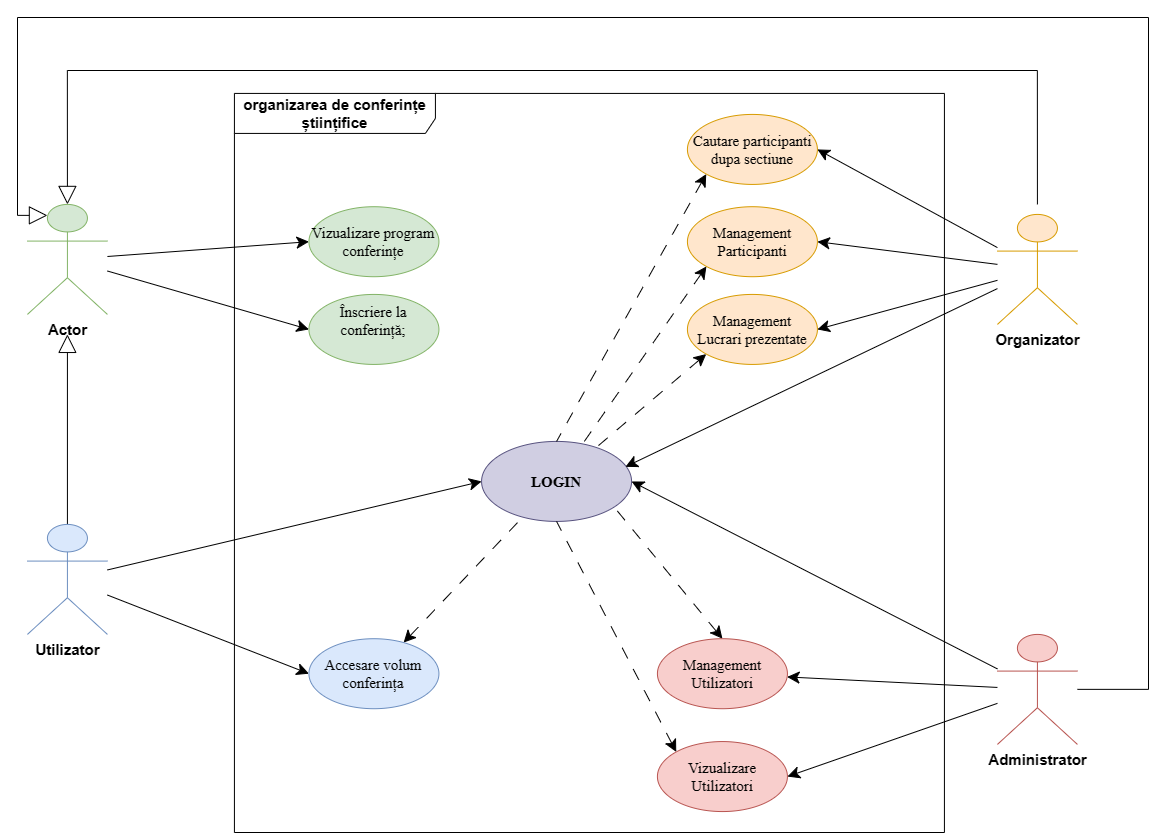 organizarea de conferințe
științifice
Cautare participanti
dupa sectiune
Vizualizare program
conferințe
Management
Participanti
Înscriere la
conferință;
Management
Lucrari prezentate
Actor
Organizator
LOGIN
Utilizator
Accesare volum
conferința
Management
Utilizatori
Administrator
Vizualizare
Utilizatori